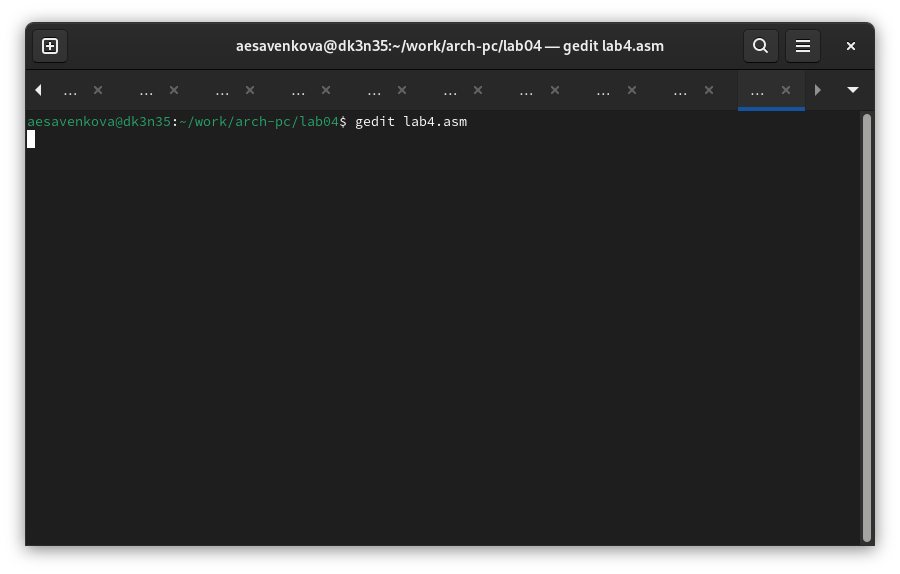 aesavenkova@dk3n35:~/work/arch-pc/lab04 — gedit lab4.asm
... ... ... ... ... ... ... ... ... ...
aesavenkova@dk3n35:~/work/arch-pc/lab04$ gedit lab4.asm